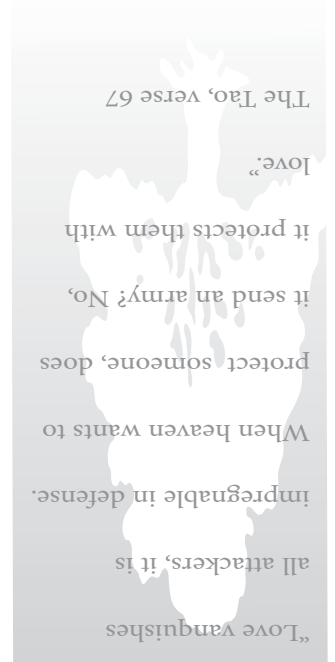 “Love vanquishes
all attackers, it is
impregnable in defense.
When heaven wants to
protect someone, does
it send an army? No,
it protects them with
love.”
The Tao, verse 67